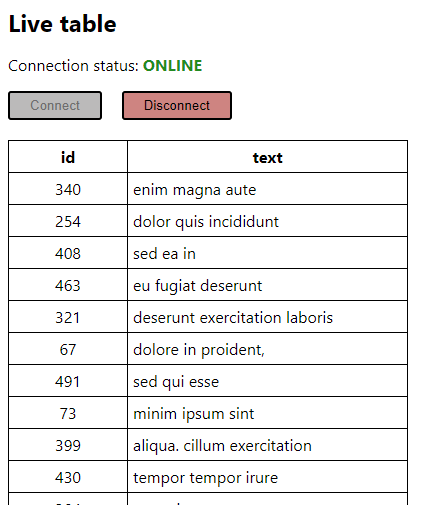 Live table
Connection status: ONLINE
Connect Disconnect
id text
340 enim magna aute
254 dolor quis incididunt
408 sed ea in
463 eu fugiat deserunt
321 deserunt exercitation laboris
67 dolore in proident,
491 sed qui esse
73 minim ipsum sint
399 aliqua. cillum exercitation
430 tempor tempor irure